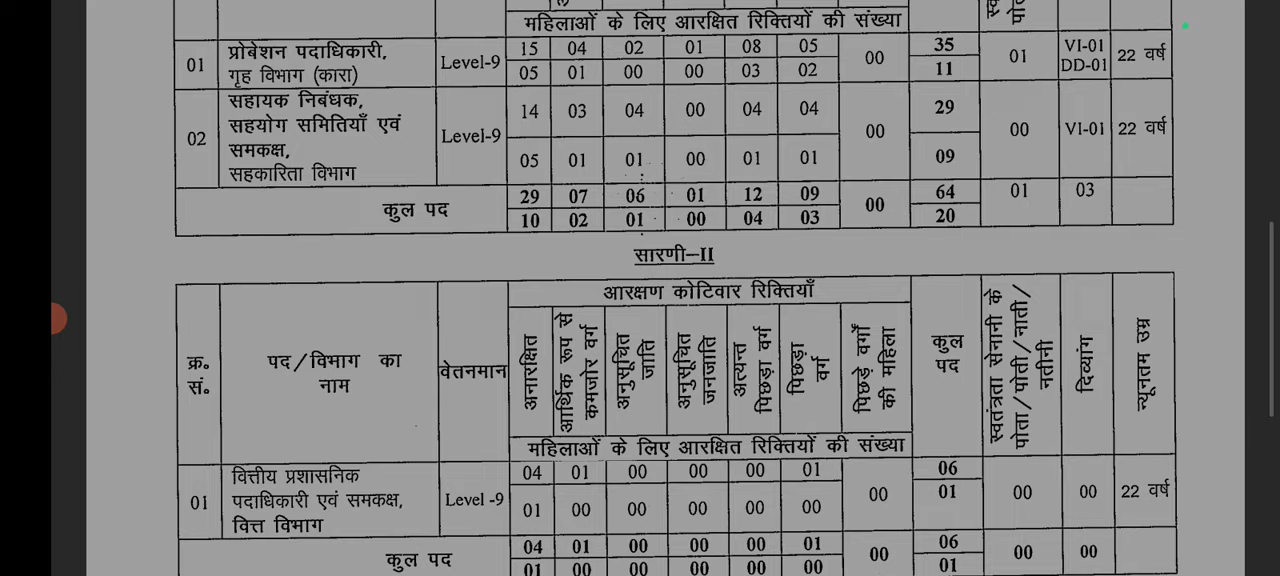 महिलाओं के लिए आरक्षित रिक्तियों की संख्या
01 प्रोबेशन पदाधिकारी, गृह विभाग (कारा) Level-9 15 04 02 01 08 05 00 35 01 VI-01 DD-01 22 वर्ष
05 01 00 00 03 02 11
02 सहायक निबंधक, सहयोग समितियाँ एवं समकक्ष, सहकारिता विभाग Level-9 14 03 04 00 04 04 00 29 00 VI-01 22 वर्ष
05 01 01 00 01 01 09
कुल पद 29 07 06 01 12 09 00 64 01 03
10 02 01 00 04 03 20
सारणी–II
क्र० सं० पद/विभाग का नाम वेतनमान आरक्षण कोटिवार रिक्तियाँ कुल पद स्वतंत्रता सेनानी के पोता/पोती/नाती/नतीनी दिव्यांग न्यूनतम उम्र
अनारक्षित आर्थिक रूप से कमजोर वर्ग अनुसूचित जाति अनुसूचित जनजाति अत्यन्त पिछड़ा वर्ग पिछड़ा वर्ग पिछड़े वर्गों की महिला
महिलाओं के लिए आरक्षित रिक्तियों की संख्या
01 वित्तीय प्रशासनिक पदाधिकारी एवं समकक्ष, वित्त विभाग Level -9 04 01 00 00 00 01 00 06 00 00 22 वर्ष
01 00 00 00 00 00 01
कुल पद 04 01 00 00 00 01 00 06 00 00
01 00 00 00 00 00 01